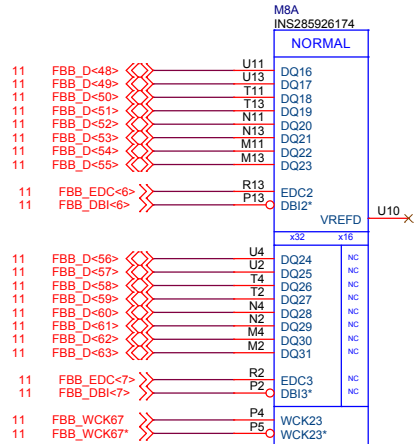 M8A
INS285926174
NORMAL
11 FBB_D<48> U11 DQ16
11 FBB_D<49> U13 DQ17
11 FBB_D<50> T11 DQ18
11 FBB_D<51> T13 DQ19
11 FBB_D<52> N11 DQ20
11 FBB_D<53> N13 DQ21
11 FBB_D<54> M11 DQ22
11 FBB_D<55> M13 DQ23
11 FBB_EDC<6> R13 EDC2
11 FBB_DBI<6> P13 DBI2*
VREFD U10
x32 x16
11 FBB_D<56> U4 DQ24 NC
11 FBB_D<57> U2 DQ25 NC
11 FBB_D<58> T4 DQ26 NC
11 FBB_D<59> T2 DQ27 NC
11 FBB_D<60> N4 DQ28 NC
11 FBB_D<61> N2 DQ29 NC
11 FBB_D<62> M4 DQ30 NC
11 FBB_D<63> M2 DQ31 NC
11 FBB_EDC<7> R2 EDC3 NC
11 FBB_DBI<7> P2 DBI3* NC
11 FBB_WCK67 P4 WCK23
11 FBB_WCK67* P5 WCK23*